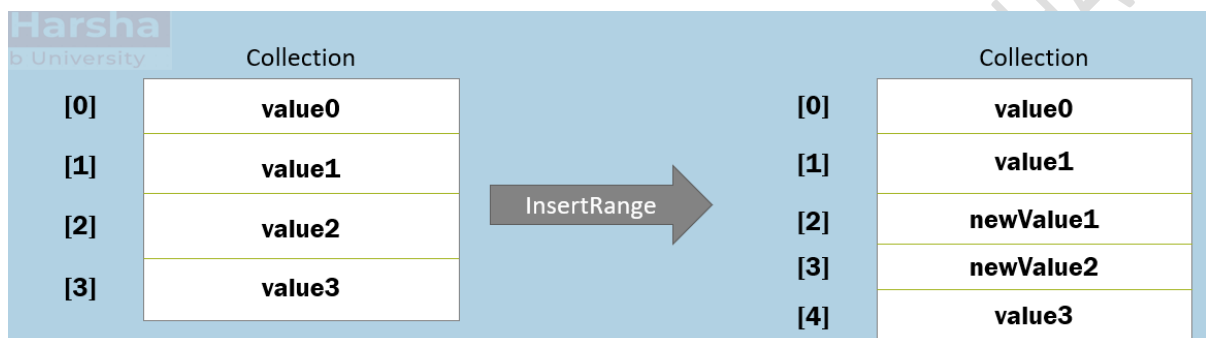 Harsha
b University
Collection
[0] value0
[1] value1
[2] value2
[3] value3
InsertRange
Collection
[0] value0
[1] value1
[2] newValue1
[3] newValue2
[4] value3